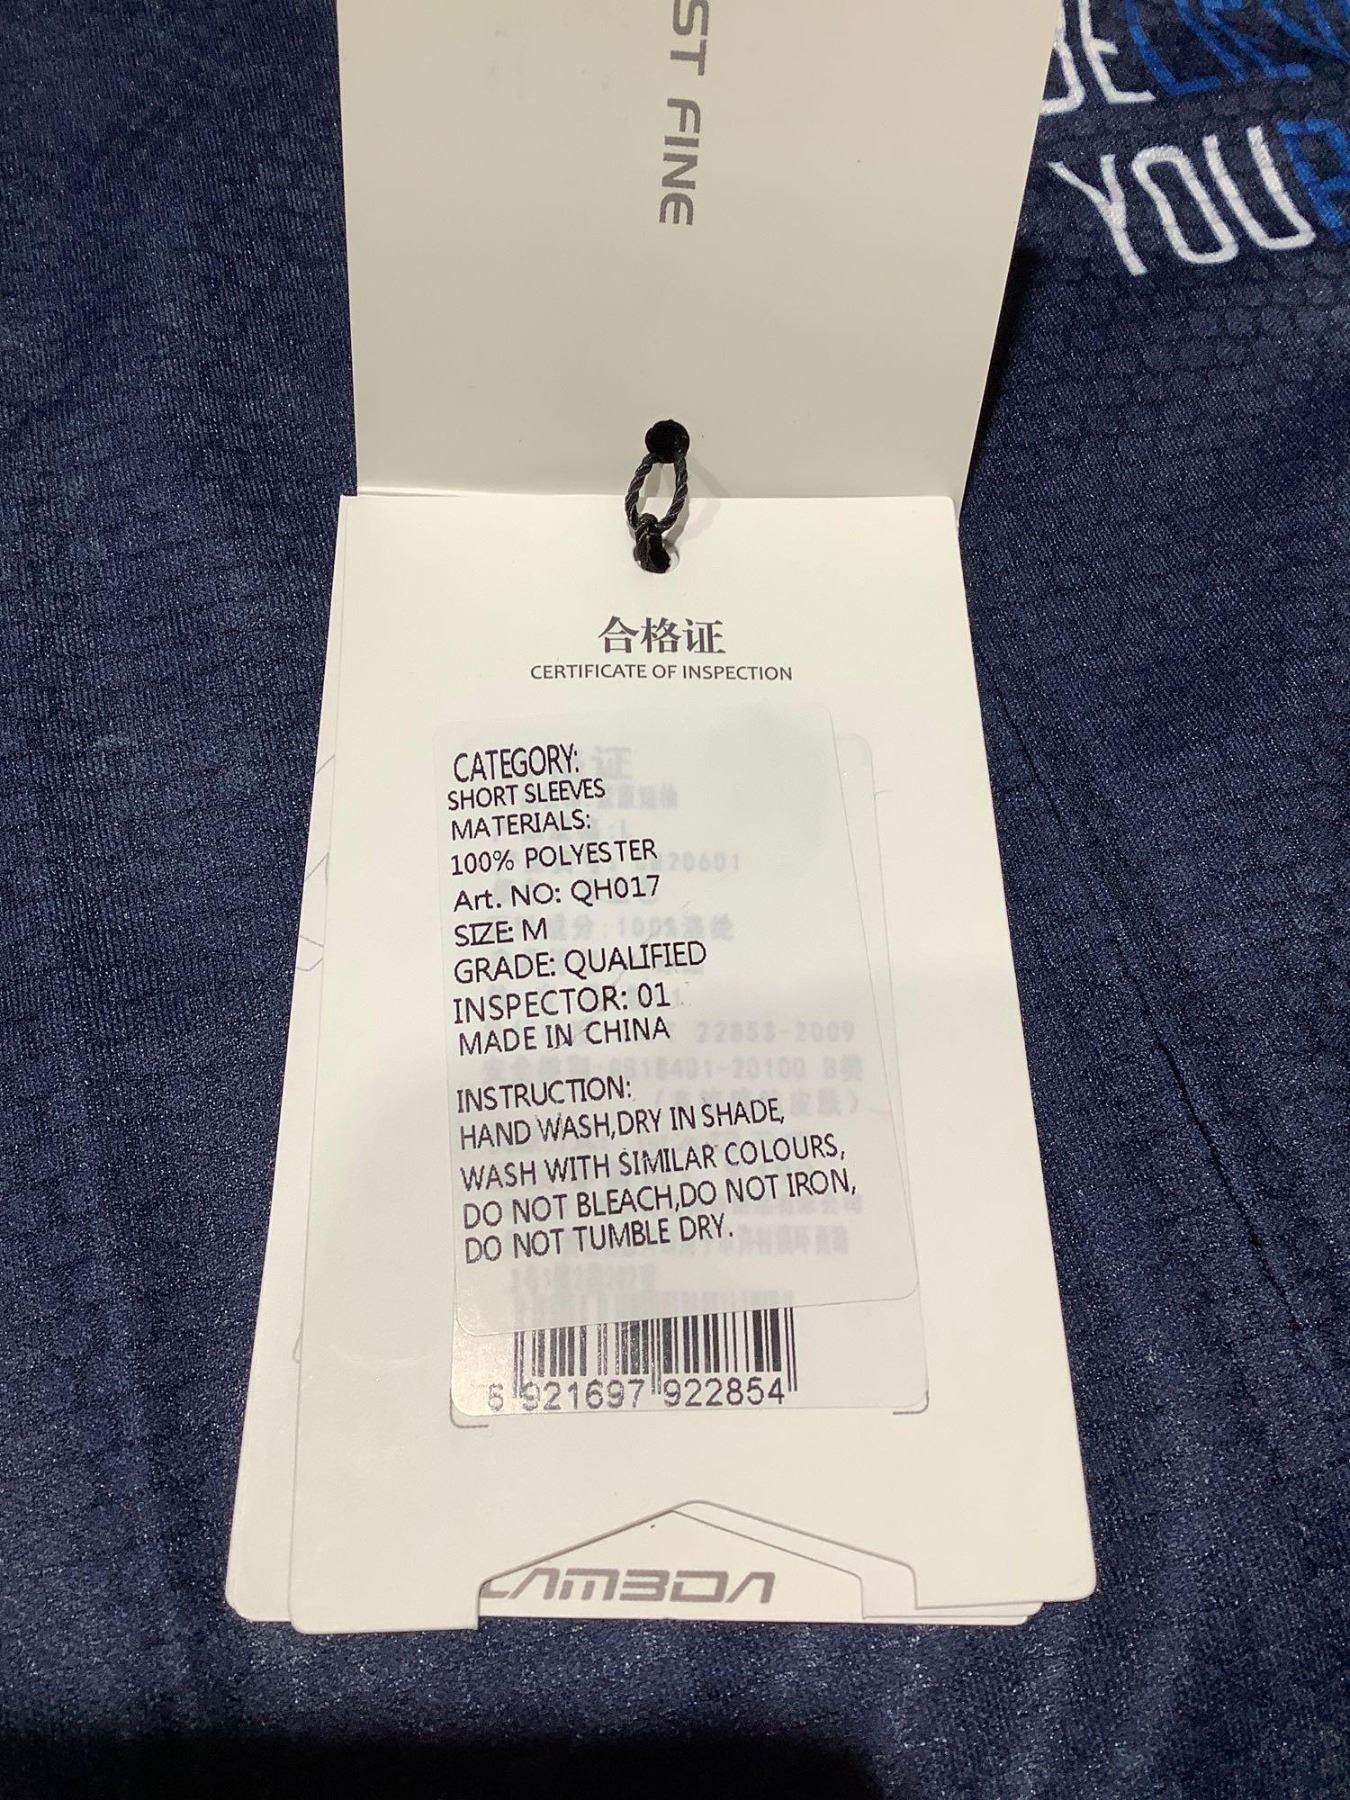 ST FINE
YOU
合格证
CERTIFICATE OF INSPECTION
CATEGORY:
SHORT SLEEVES
MATERIALS:
100% POLYESTER
Art. NO: QH017
SIZE: M
GRADE: QUALIFIED
INSPECTOR: 01
MADE IN CHINA
22853-2009
INSTRUCTION:
HAND WASH,DRY IN SHADE,
WASH WITH SIMILAR COLOURS,
DO NOT BLEACH,DO NOT IRON,
DO NOT TUMBLE DRY.
6 921697 922854
LAMBDA